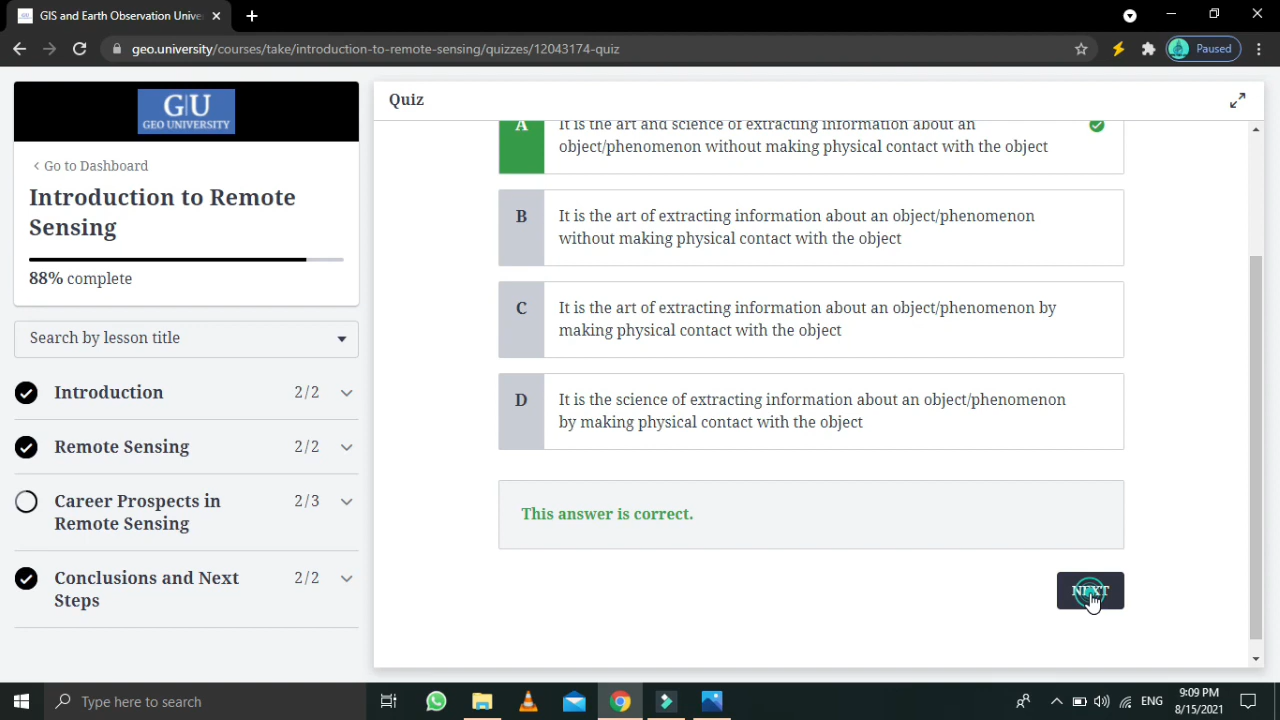 GIS and Earth Observation Unive
geo.university/courses/take/introduction-to-remote-sensing/quizzes/12043174-quiz
Paused
G|U
GEO UNIVERSITY
Go to Dashboard
Introduction to Remote
Sensing
88% complete
Search by lesson title
Introduction 2/2
Remote Sensing 2/2
Career Prospects in 2/3
Remote Sensing
Conclusions and Next 2/2
Steps
Quiz
A It is the art and science of extracting information about an
object/phenomenon without making physical contact with the object
B It is the art of extracting information about an object/phenomenon
without making physical contact with the object
C It is the art of extracting information about an object/phenomenon by
making physical contact with the object
D It is the science of extracting information about an object/phenomenon
by making physical contact with the object
This answer is correct.
NEXT
Type here to search
ENG
9:09 PM
8/15/2021